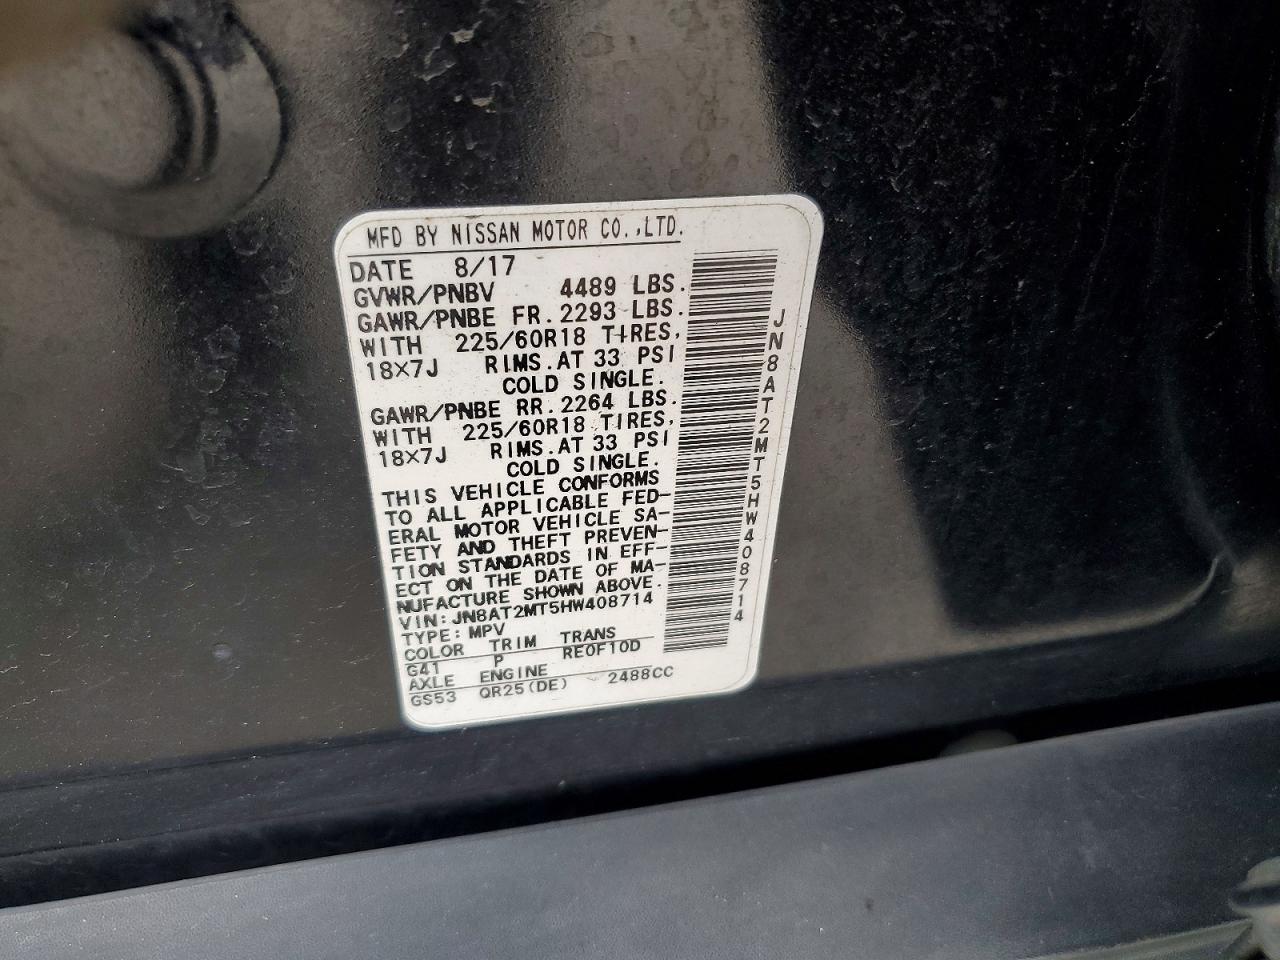 MFD BY NISSAN MOTOR CO.,LTD.
DATE 8/17
GVWR/PNBV 4489 LBS.
GAWR/PNBE FR. 2293 LBS.
WITH 225/60R18 TIRES,
18×7J RIMS. AT 33 PSI
COLD SINGLE.
GAWR/PNBE RR. 2264 LBS.
WITH 225/60R18 TIRES,
18×7J RIMS. AT 33 PSI
COLD SINGLE.
THIS VEHICLE CONFORMS
TO ALL APPLICABLE FED-
ERAL MOTOR VEHICLE SA-
FETY AND THEFT PREVEN-
TION STANDARDS IN EFF-
ECT ON THE DATE OF MA-
NUFACTURE SHOWN ABOVE.
VIN: JN8AT2MT5HW408714
TYPE: MPV
COLOR TRIM TRANS
G41 P RE0F10D
AXLE ENGINE
GS53 QR25(DE) 2488CC
JN8AT2MT5HW408714